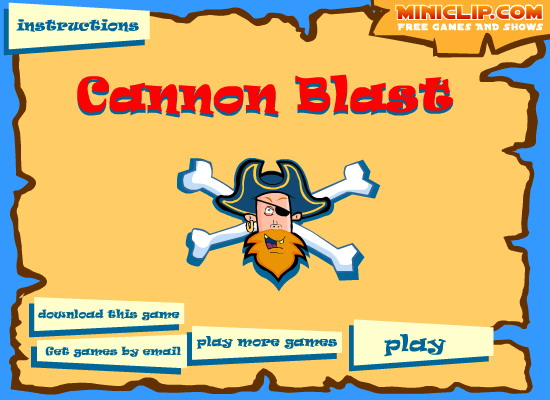 instructions
MINICLIP.COM
FREE GAMES AND SHOWS
Cannon Blast
download this game
Get games by email
play more games
play